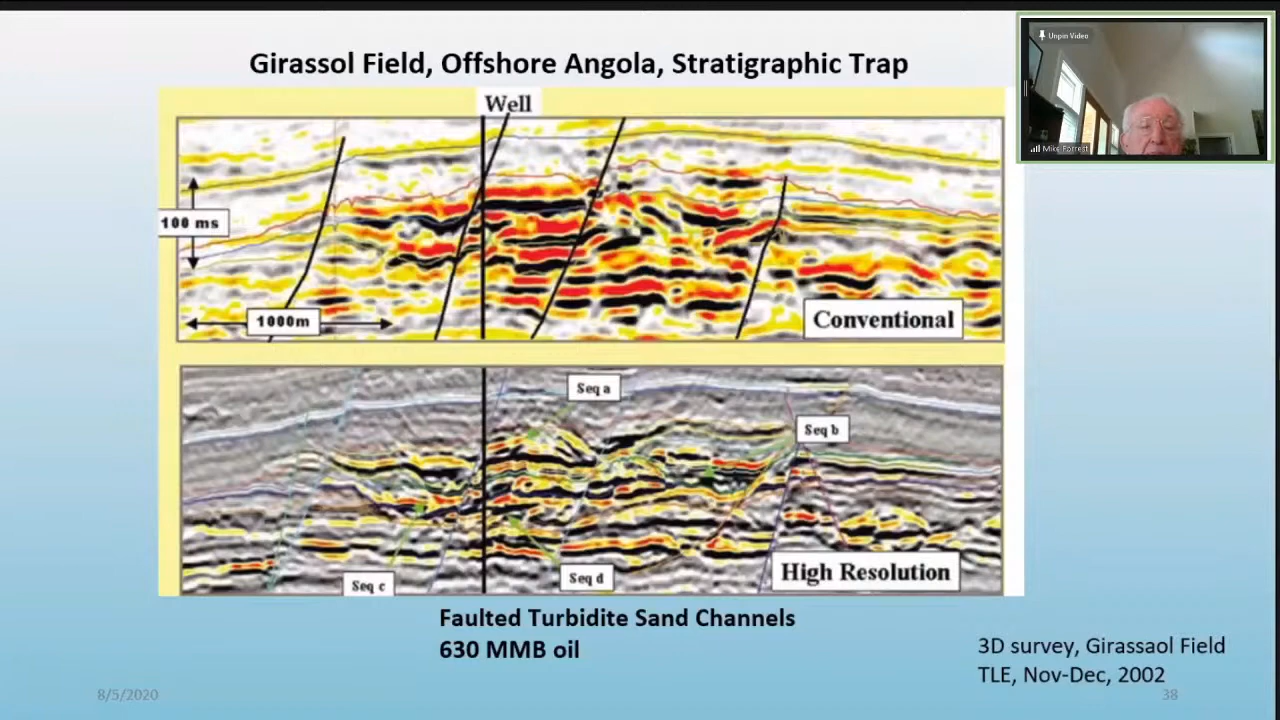 Girassol Field, Offshore Angola, Stratigraphic Trap
Unpin Video
Mike Forrest
Well
100 ms
1000m
Conventional
Seq a
Seq b
Seq c
Seq d
High Resolution
Faulted Turbidite Sand Channels
630 MMB oil
3D survey, Girassaol Field
TLE, Nov-Dec, 2002
8/5/2020
38